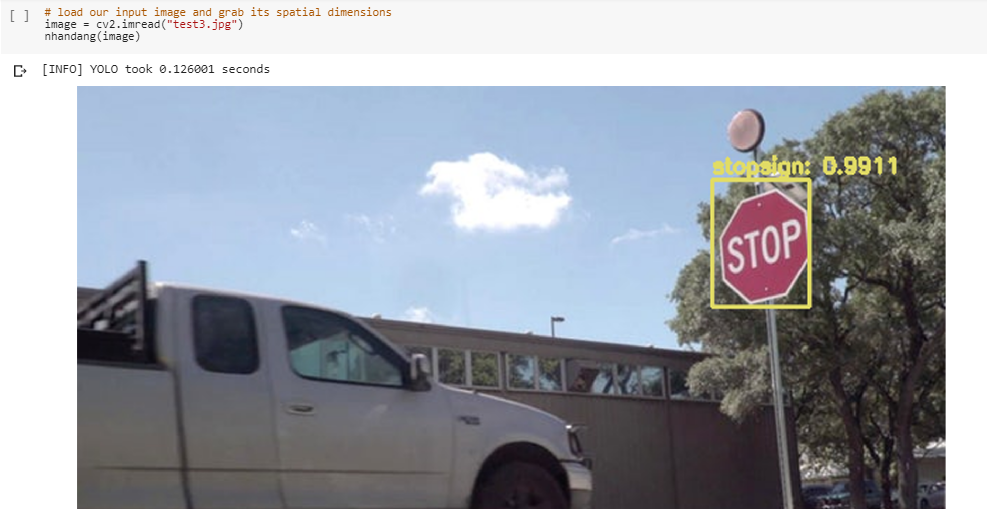 [ ] # load our input image and grab its spatial dimensions
image = cv2.imread("test3.jpg")
nhandang(image)
[INFO] YOLO took 0.126001 seconds
stopsign: 0.9911
STOP